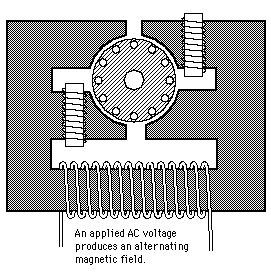 An applied AC voltage
produces an alternating
magnetic field.